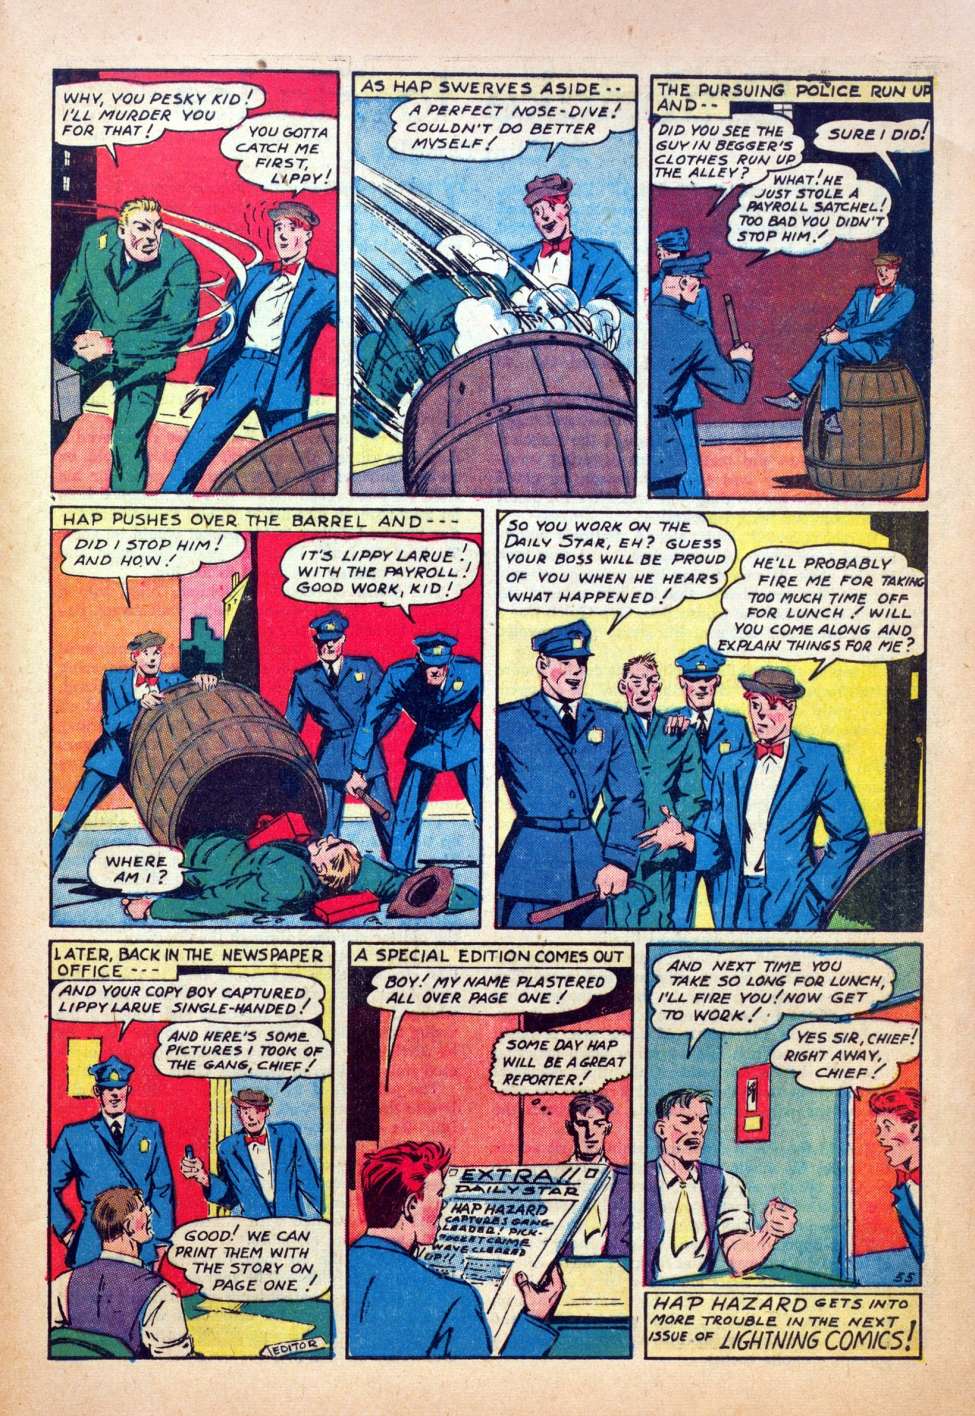 WHY, YOU PESKY KID!
I'LL MURDER YOU
FOR THAT!
YOU GOTTA
CATCH ME
FIRST,
LIPPY!
AS HAP SWERVES ASIDE--
A PERFECT NOSE-DIVE!
COULDN'T DO BETTER
MYSELF!
THE PURSUING POLICE RUN UP
AND--
DID YOU SEE THE
GUY IN BEGGER'S
CLOTHES RUN UP
THE ALLEY?
SURE I DID!
WHAT! HE
JUST STOLE A
PAYROLL SATCHEL!
TOO BAD YOU DIDN'T
STOP HIM!
HAP PUSHES OVER THE BARREL AND---
DID I STOP HIM!
AND HOW!
IT'S LIPPY LARUE!
WITH THE PAYROLL!
GOOD WORK, KID!
WHERE
AM I?
SO YOU WORK ON THE
DAILY STAR, EH? GUESS
YOUR BOSS WILL BE PROUD
OF YOU WHEN HE HEARS
WHAT HAPPENED!
HE'LL PROBABLY
FIRE ME FOR TAKING
TOO MUCH TIME OFF
FOR LUNCH! WILL
YOU COME ALONG AND
EXPLAIN THINGS FOR ME?
LATER, BACK IN THE NEWSPAPER
OFFICE---
AND YOUR COPY BOY CAPTURED
LIPPY LARUE SINGLE-HANDED!
AND HERE'S SOME
PICTURES I TOOK OF
THE GANG, CHIEF!
GOOD! WE CAN
PRINT THEM WITH
THE STORY ON
PAGE ONE!
EDITOR
A SPECIAL EDITION COMES OUT
BOY! MY NAME PLASTERED
ALL OVER PAGE ONE!
SOME DAY HAP
WILL BE A GREAT
REPORTER!
EXTRA!!
DAILY STAR
HAP HAZARD
CAPTURES GANG
LEADER! PICK-
POCKET CRIME
WAVE CLEARED
UP!!
AND NEXT TIME YOU
TAKE SO LONG FOR LUNCH,
I'LL FIRE YOU! NOW GET
TO WORK!
YES SIR, CHIEF!
RIGHT AWAY,
CHIEF!
55
HAP HAZARD GETS INTO
MORE TROUBLE IN THE NEXT
ISSUE OF LIGHTNING COMICS!